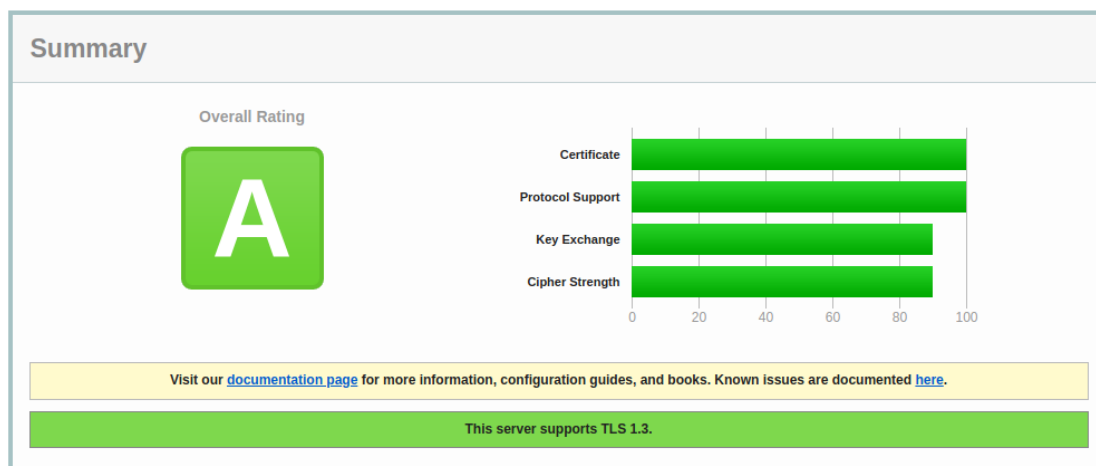 Summary
Overall Rating
A
Certificate
Protocol Support
Key Exchange
Cipher Strength
0 20 40 60 80 100
Visit our documentation page for more information, configuration guides, and books. Known issues are documented here.
This server supports TLS 1.3.